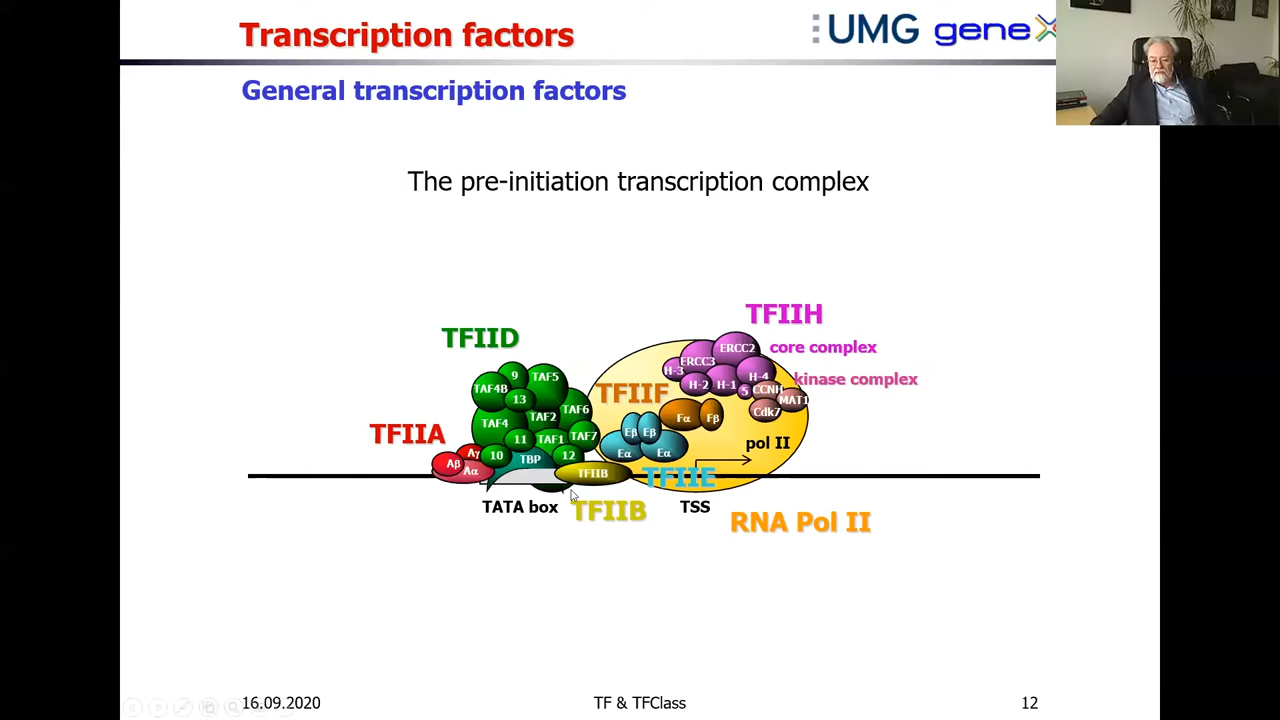 Transcription factors
UMG gene
General transcription factors
The pre-initiation transcription complex
TFIIH
core complex
kinase complex
TFIID
TFIIF
TFIIA
ERCC3
ERCC2
H-3
H-2
H-1
H-4
5
CCNH
MAT1
Cdk7
9
TAF5
TAF4B
13
TAF2
TAF6
TAF4
11
TAF1
TAF7
10
TBP
12
Fα
Fβ
Eβ
Eβ
Eα
Eα
pol II
Aγ
Aβ
Aα
TFIIB
TFIIE
TATA box
TFIIB
TSS
RNA Pol II
16.09.2020
TF & TFClass
12